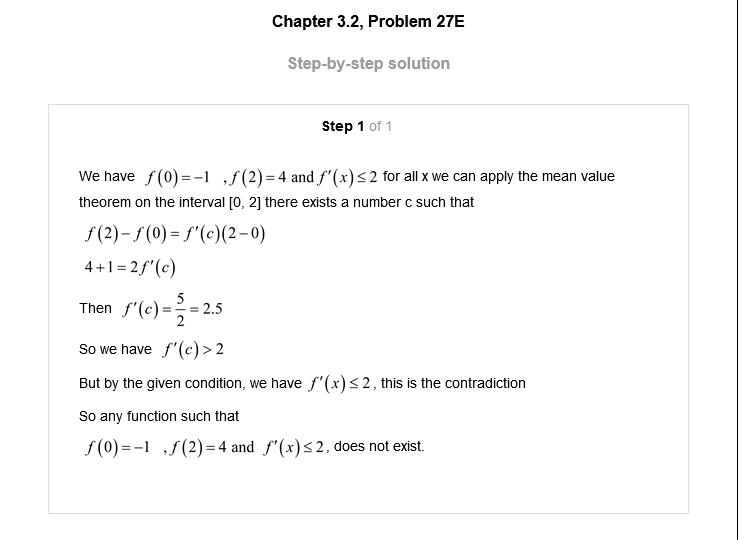 Chapter 3.2, Problem 27E
Step-by-step solution
Step 1 of 1
We have f(0)=−1 ,f(2)=4 and f′(x)≤2 for all x we can apply the mean value
theorem on the interval [0, 2] there exists a number c such that
f(2)−f(0)=f′(c)(2−0)
4+1=2f′(c)
Then f′(c)=5/2=2.5
So we have f′(c)>2
But by the given condition, we have f′(x)≤2, this is the contradiction
So any function such that
f(0)=−1 ,f(2)=4 and f′(x)≤2, does not exist.